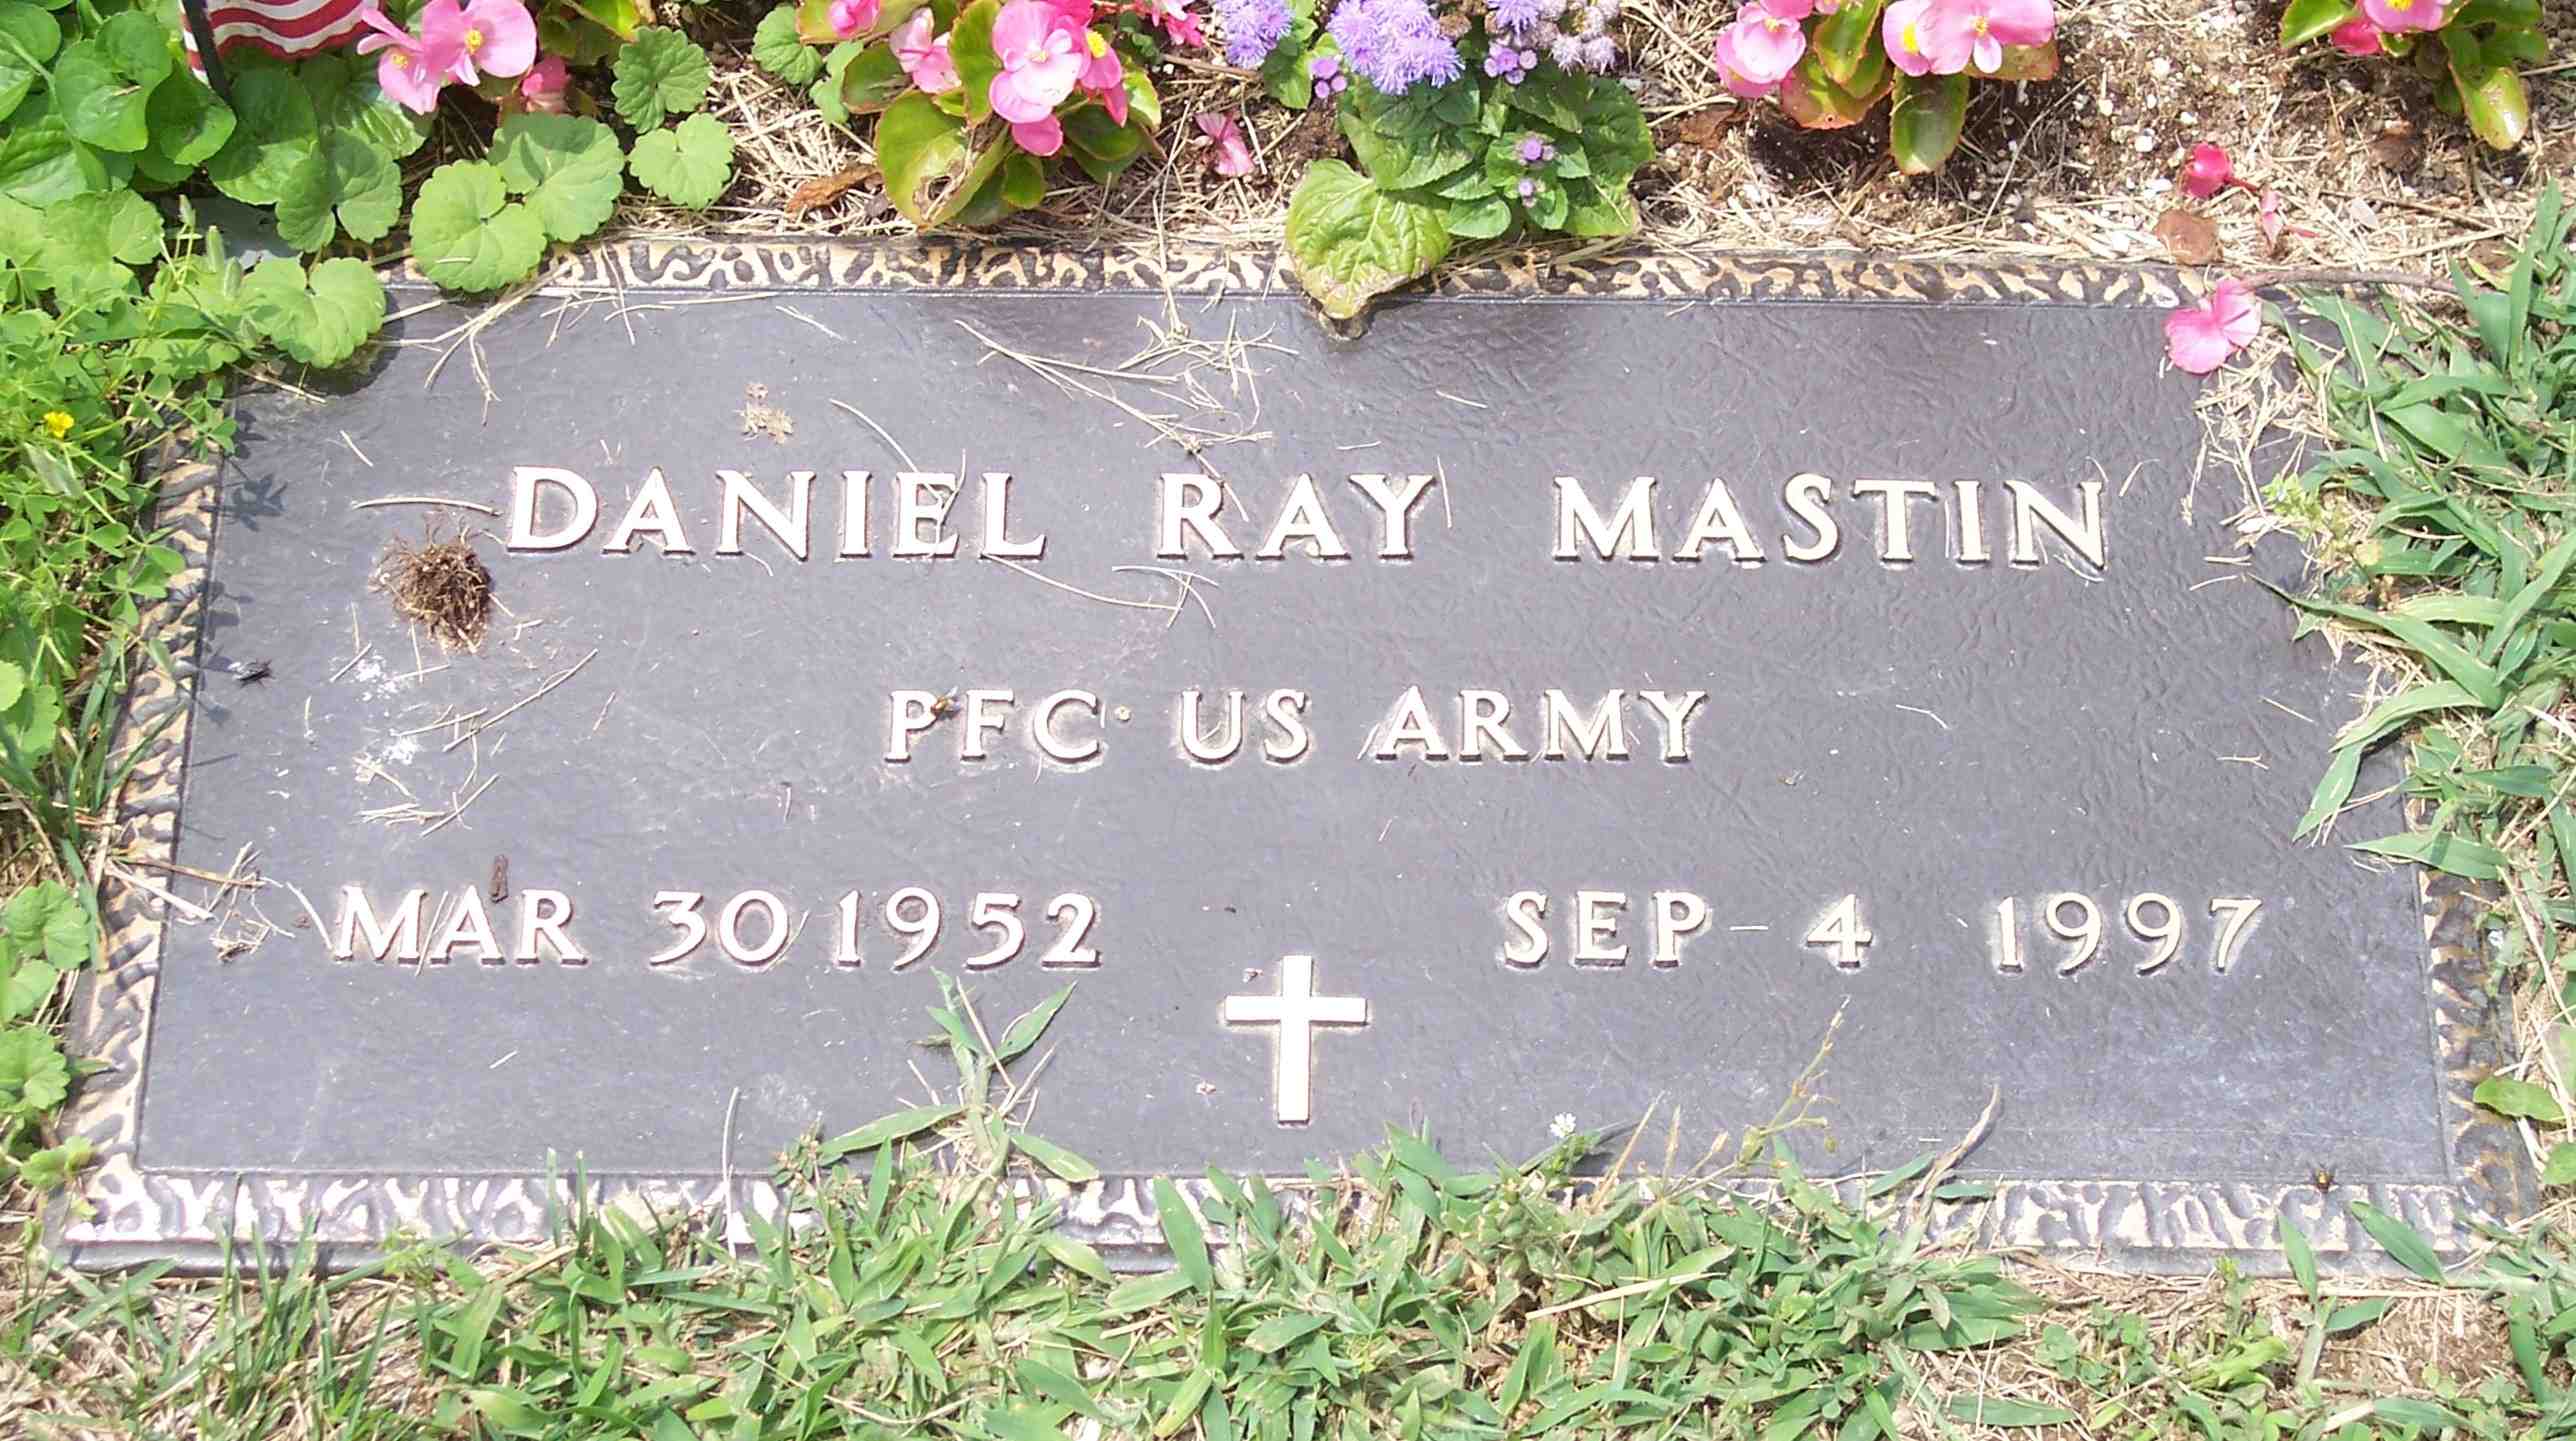 DANIEL RAY MASTIN
PFC US ARMY
MAR 30 1952 SEP 4 1997